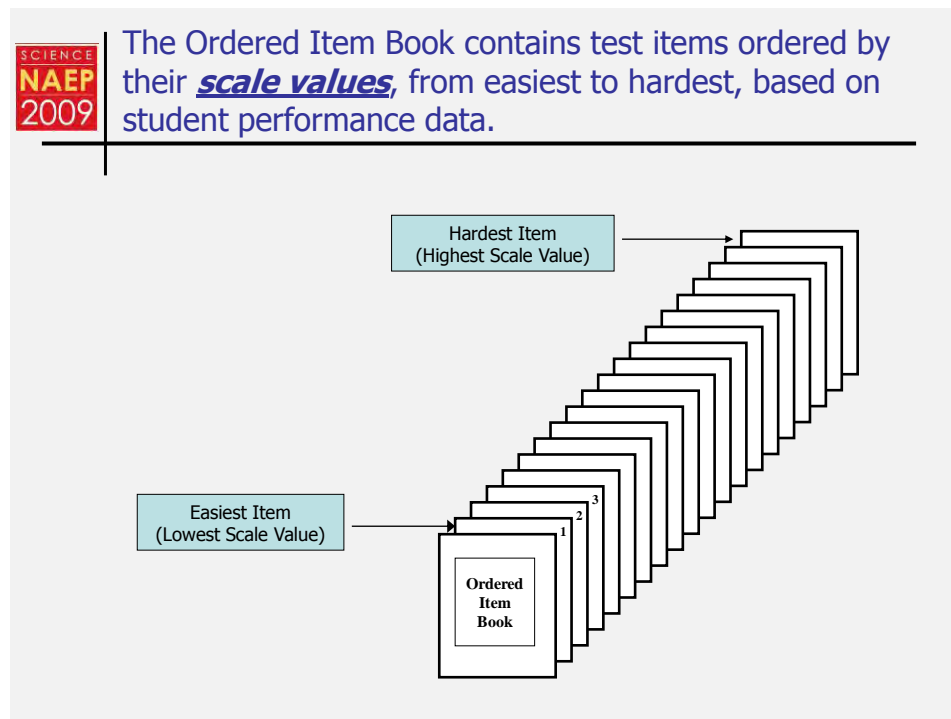 SCIENCE
NAEP
2009
The Ordered Item Book contains test items ordered by
their scale values, from easiest to hardest, based on
student performance data.
Hardest Item
(Highest Scale Value)
Easiest Item
(Lowest Scale Value)
3
2
1
Ordered
Item
Book